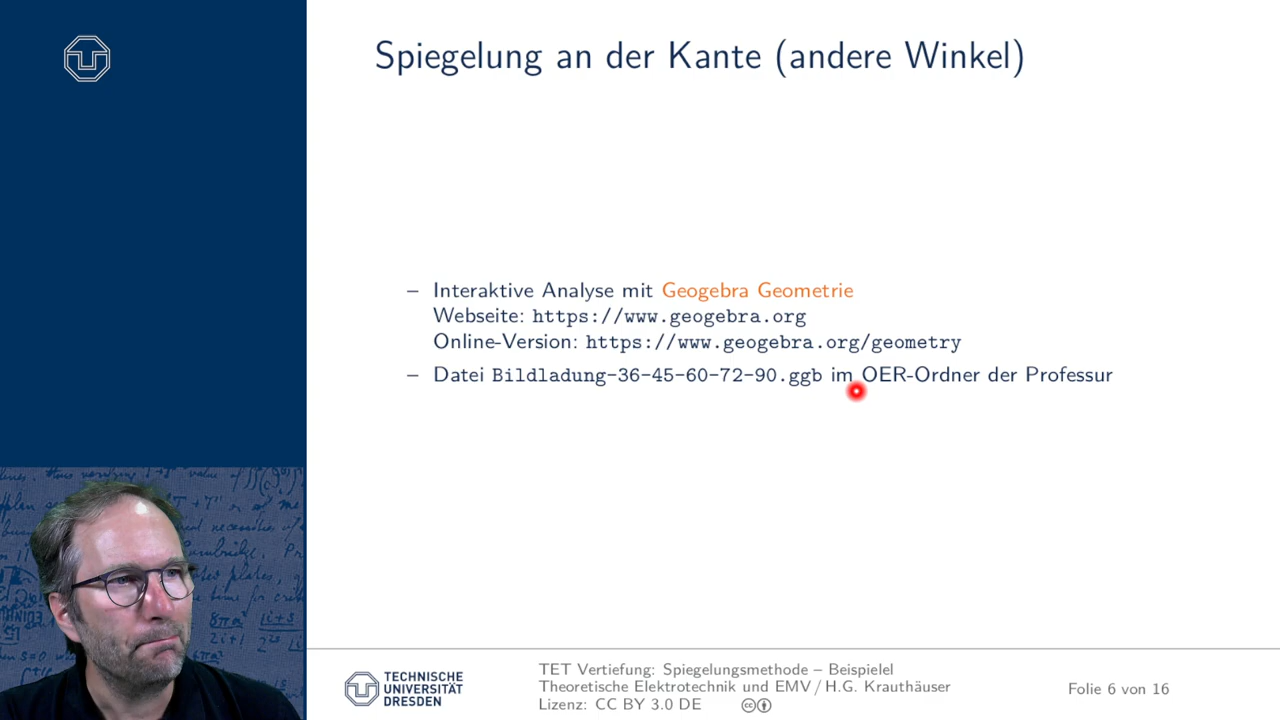 Spiegelung an der Kante (andere Winkel)
– Interaktive Analyse mit Geogebra Geometrie
Webseite: https://www.geogebra.org
Online-Version: https://www.geogebra.org/geometry
– Datei Bildladung-36-45-60-72-90.ggb im OER-Ordner der Professur
TECHNISCHE
UNIVERSITÄT
DRESDEN
TET Vertiefung: Spiegelungsmethode – Beispielel
Theoretische Elektrotechnik und EMV / H.G. Krauthäuser
Lizenz: CC BY 3.0 DE
Folie 6 von 16